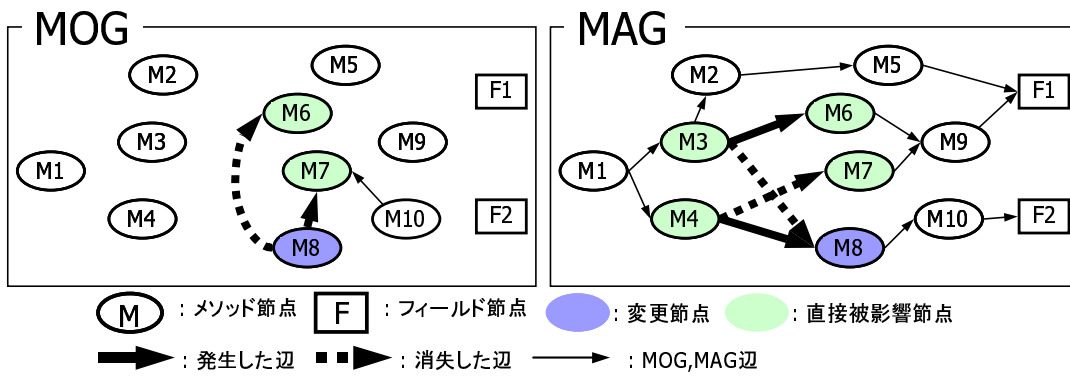 MOG
M2
M5
F1
M6
M3
M9
M1
M7
M4
M10
F2
M8
MAG
M2
M5
F1
M6
M3
M9
M1
M7
M4
M10
F2
M8
M
: メソッド節点
F
: フィールド節点
: 変更節点
: 直接被影響節点
: 発生した辺
: 消失した辺
: MOG,MAG辺